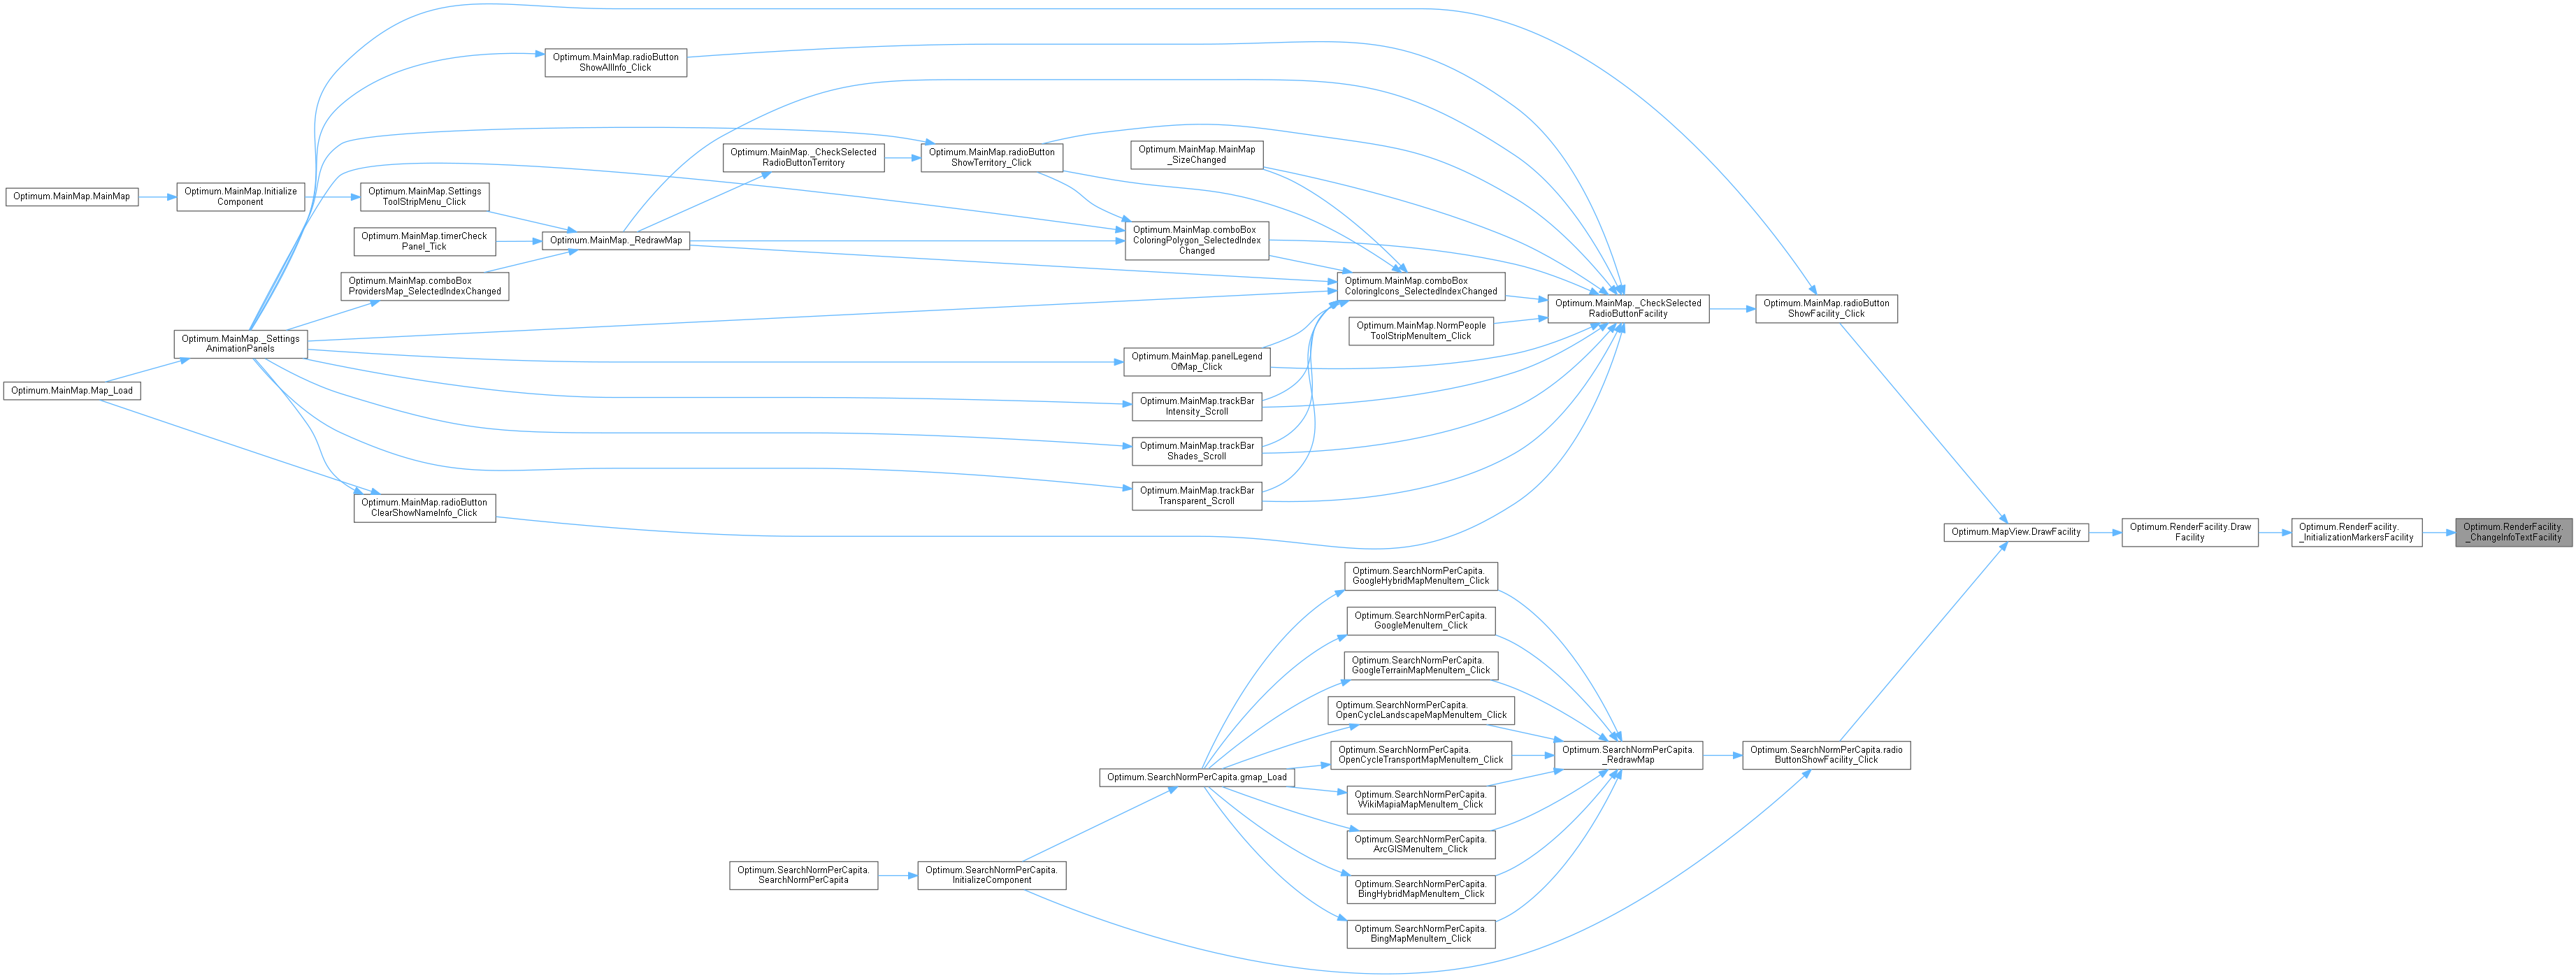 Optimum.MainMap.radioButton
ShowAllInfo_Click
Optimum.MainMap._CheckSelected
RadioButtonTerritory
Optimum.MainMap.radioButton
ShowTerritory_Click
Optimum.MainMap.MainMap
_SizeChanged
Optimum.MainMap.MainMap
Optimum.MainMap.Initialize
Component
Optimum.MainMap.Settings
ToolStripMenu_Click
Optimum.MainMap.timerCheck
Panel_Tick
Optimum.MainMap._RedrawMap
Optimum.MainMap.comboBox
ColoringPolygon_SelectedIndex
Changed
Optimum.MainMap.comboBox
ProvidersMap_SelectedIndexChanged
Optimum.MainMap.comboBox
ColoringIcons_SelectedIndexChanged
Optimum.MainMap._CheckSelected
RadioButtonFacility
Optimum.MainMap.radioButton
ShowFacility_Click
Optimum.MainMap.NormPeople
ToolStripMenuItem_Click
Optimum.MainMap._Settings
AnimationPanels
Optimum.MainMap.panelLegend
OfMap_Click
Optimum.MainMap.Map_Load
Optimum.MainMap.trackBar
Intensity_Scroll
Optimum.MainMap.trackBar
Shades_Scroll
Optimum.MainMap.trackBar
Transparent_Scroll
Optimum.MainMap.radioButton
ClearShowNameInfo_Click
Optimum.MapView.DrawFacility
Optimum.RenderFacility.Draw
Facility
Optimum.RenderFacility.
_InitializationMarkersFacility
Optimum.RenderFacility.
_ChangeInfoTextFacility
Optimum.SearchNormPerCapita.
GoogleHybridMapMenuItem_Click
Optimum.SearchNormPerCapita.
GoogleMenuItem_Click
Optimum.SearchNormPerCapita.
GoogleTerrainMapMenuItem_Click
Optimum.SearchNormPerCapita.
OpenCycleLandscapeMapMenuItem_Click
Optimum.SearchNormPerCapita.
OpenCycleTransportMapMenuItem_Click
Optimum.SearchNormPerCapita.
_RedrawMap
Optimum.SearchNormPerCapita.radio
ButtonShowFacility_Click
Optimum.SearchNormPerCapita.gmap_Load
Optimum.SearchNormPerCapita.
WikiMapiaMapMenuItem_Click
Optimum.SearchNormPerCapita.
ArcGISMenuItem_Click
Optimum.SearchNormPerCapita.
SearchNormPerCapita
Optimum.SearchNormPerCapita.
InitializeComponent
Optimum.SearchNormPerCapita.
BingHybridMapMenuItem_Click
Optimum.SearchNormPerCapita.
BingMapMenuItem_Click